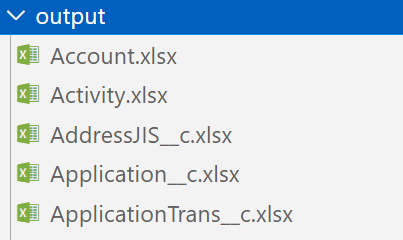 output
Account.xlsx
Activity.xlsx
AddressJIS__c.xlsx
Application__c.xlsx
ApplicationTrans__c.xlsx